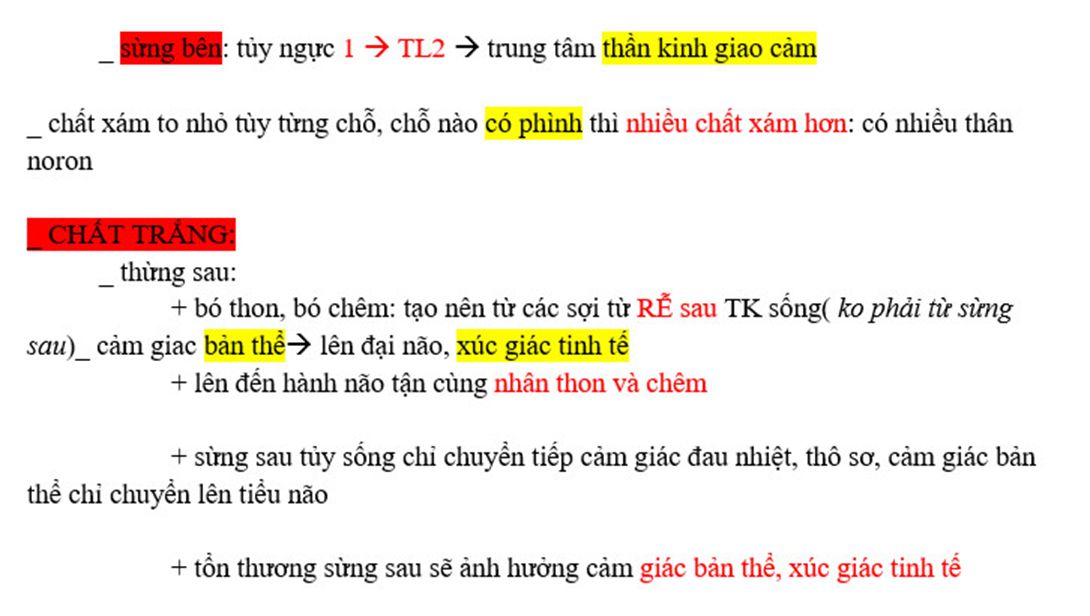 _ sừng bên: tủy ngực 1 → TL2 → trung tâm thần kinh giao cảm
_ chất xám to nhỏ tùy từng chỗ, chỗ nào có phình thì nhiều chất xám hơn: có nhiều thân
noron
_ CHẤT TRẮNG:
_ thừng sau:
+ bó thon, bó chêm: tạo nên từ các sợi từ RỄ sau TK sống( ko phải từ sừng
sau)_ cảm giac bản thể→ lên đại não, xúc giác tinh tế
+ lên đến hành não tận cùng nhân thon và chêm
+ sừng sau tủy sống chỉ chuyển tiếp cảm giác đau nhiệt, thô sơ, cảm giác bản
thể chỉ chuyển lên tiểu não
+ tổn thương sừng sau sẽ ảnh hưởng cảm giác bản thể, xúc giác tinh tế